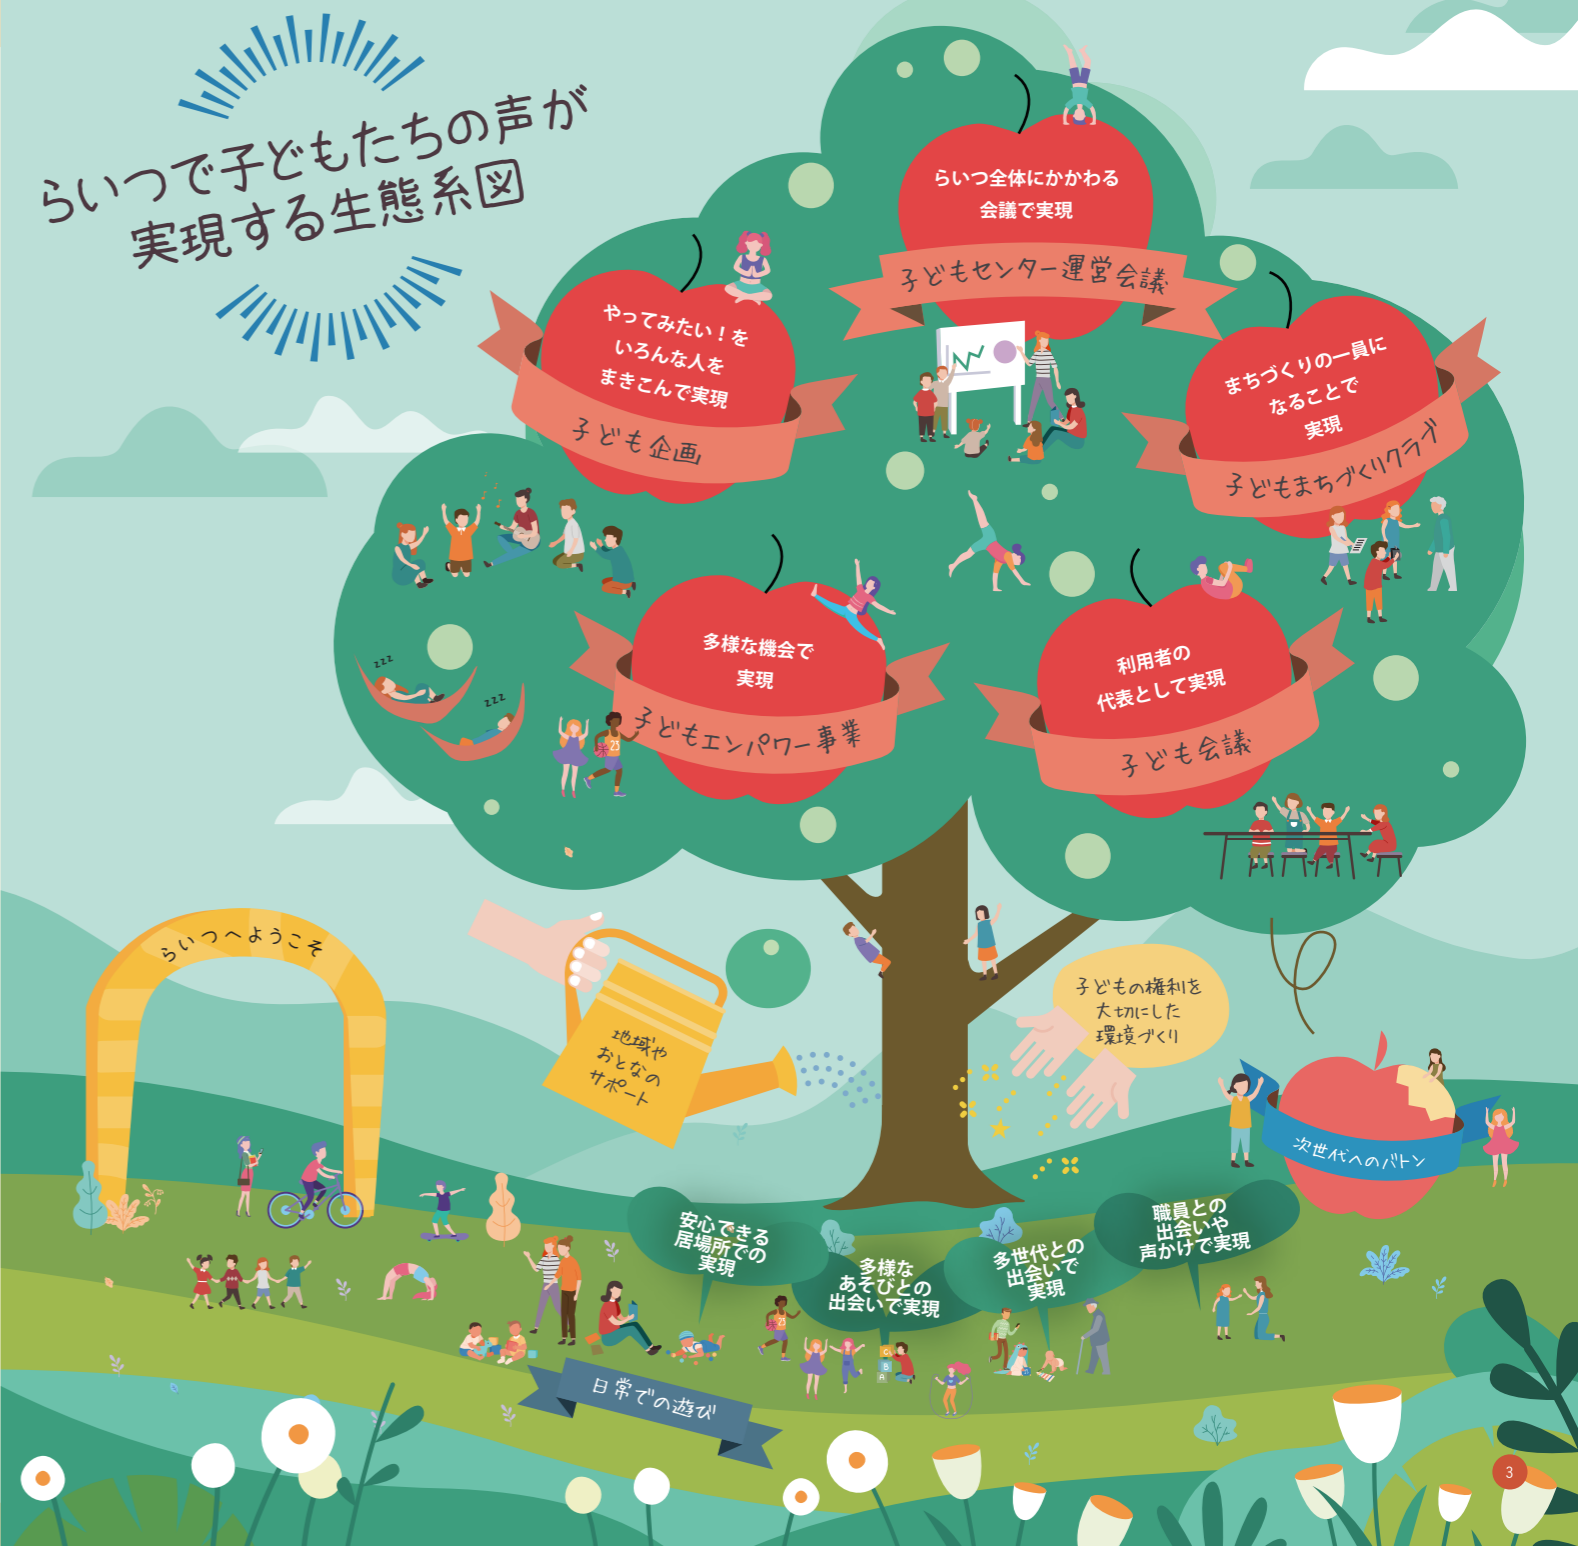 らいつで子どもたちの声が
実現する生態系図
らいつ全体にかかわる
会議で実現
子どもセンター運営会議
やってみたい！を
いろんな人を
まきこんで実現
子ども企画
まちづくりの一員に
なることで
実現
子どもまちづくりクラブ
多様な機会で
実現
子どもエンパワー事業
利用者の
代表として実現
子ども会議
zzz
zzz
23
らいつへようこそ
地域や
おとなの
サポート
子どもの権利を
大切にした
環境づくり
次世代へのバトン
安心できる
居場所での
実現
多様な
あそびとの
出会いで実現
多世代との
出会いで
実現
職員との
出会いや
声かけで実現
23
C
B
A
日常での遊び
3